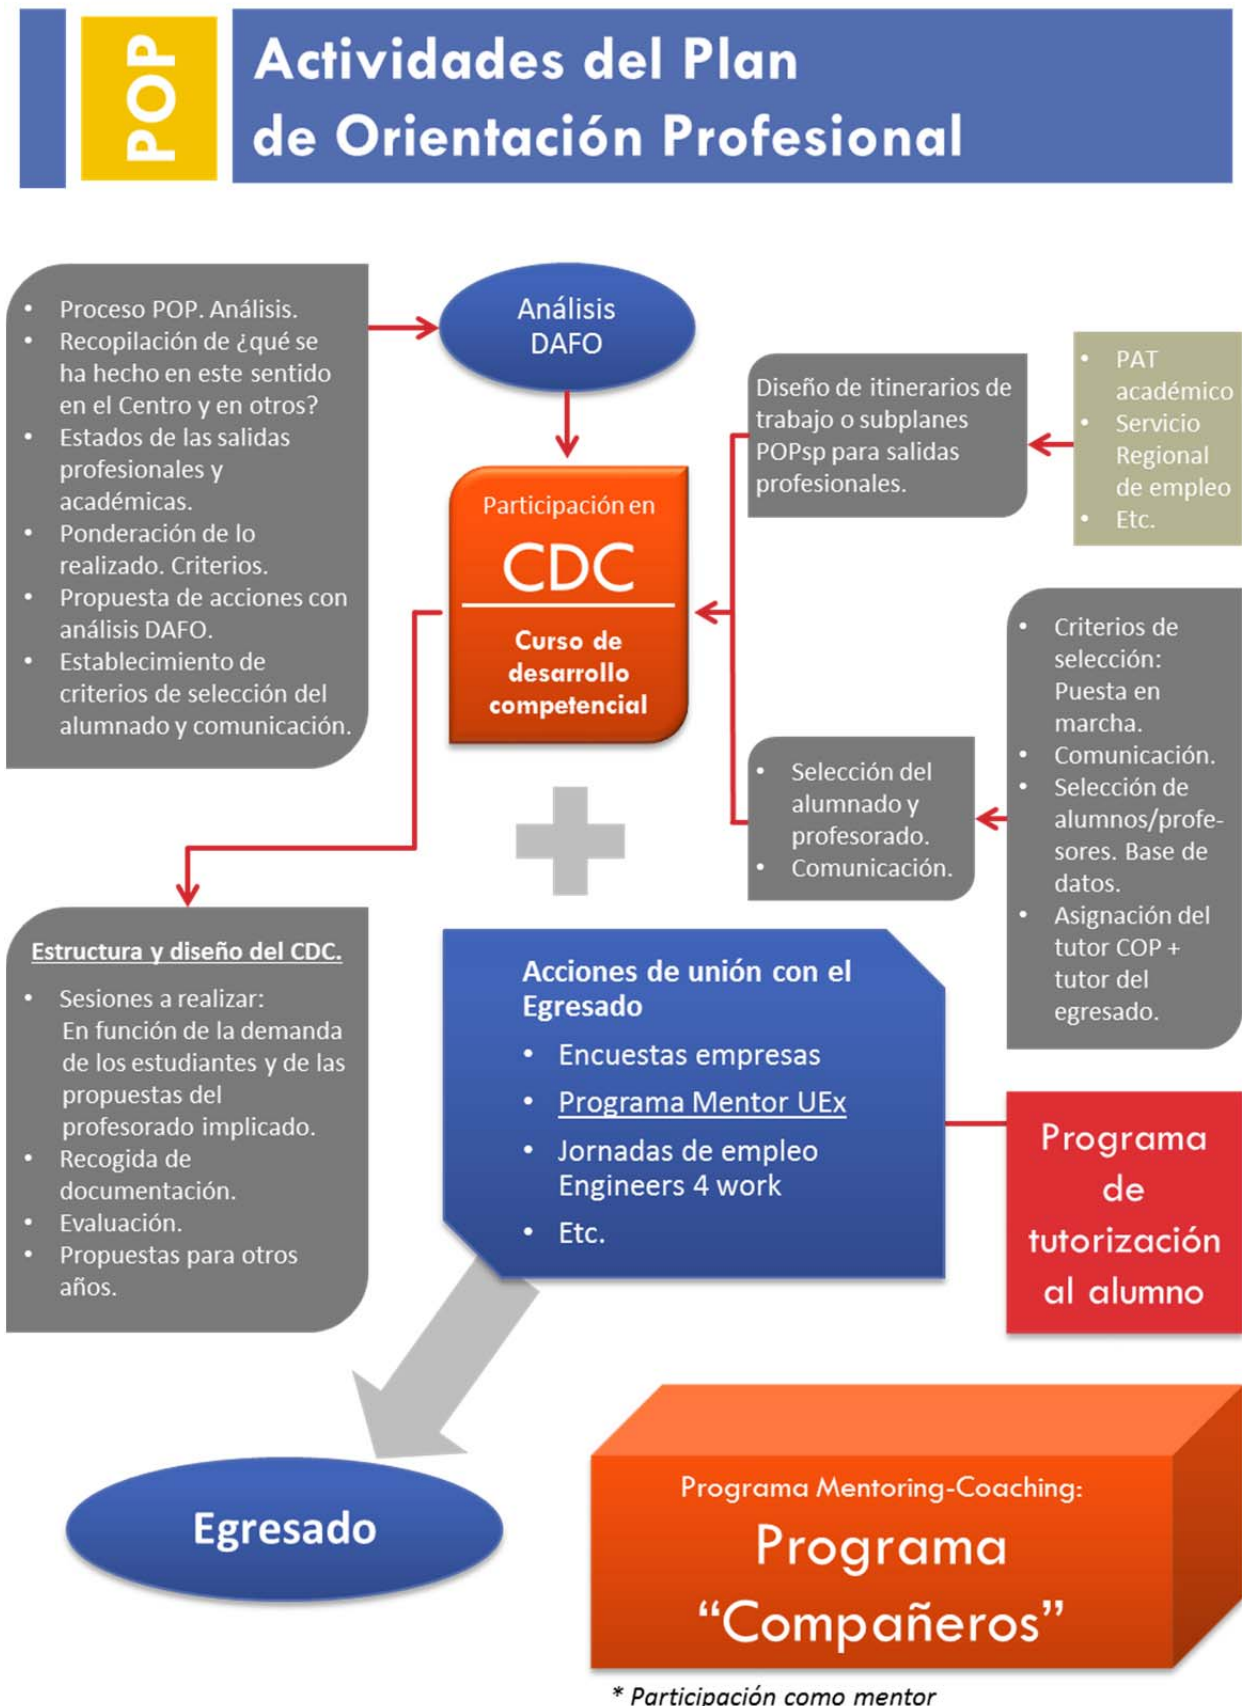 POP
Actividades del Plan
de Orientación Profesional
• Proceso POP. Análisis.
• Recopilación de ¿qué se
ha hecho en este sentido
en el Centro y en otros?
• Estados de las salidas
profesionales y
académicas.
• Ponderación de lo
realizado. Criterios.
• Propuesta de acciones con
análisis DAFO.
• Establecimiento de
criterios de selección del
alumnado y comunicación.
Análisis
DAFO
Participación en
CDC
Curso de
desarrollo
competencial
Diseño de itinerarios de
trabajo o subplanes
POPsp para salidas
profesionales.
• PAT
académico
• Servicio
Regional
de empleo
• Etc.
• Criterios de
selección:
Puesta en
marcha.
• Comunicación.
• Selección de
alumnos/profe-
sores. Base de
datos.
• Asignación del
tutor COP +
tutor del
egresado.
• Selección del
alumnado y
profesorado.
• Comunicación.
Estructura y diseño del CDC.
• Sesiones a realizar:
En función de la demanda
de los estudiantes y de las
propuestas del
profesorado implicado.
• Recogida de
documentación.
• Evaluación.
• Propuestas para otros
años.
Acciones de unión con el
Egresado
• Encuestas empresas
• Programa Mentor UEx
• Jornadas de empleo
Engineers 4 work
• Etc.
Programa
de
tutorización
al alumno
Egresado
Programa Mentoring-Coaching:
Programa
“Compañeros”
* Participación como mentor